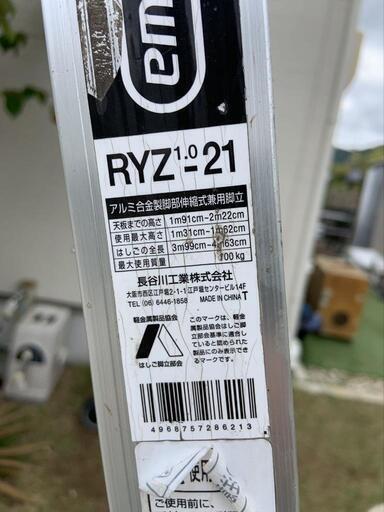 wa
RYZ1.0-21
アルミ合金製脚部伸縮式兼用脚立
天板までの高さ 1m91cm~2m22cm
使用最大高さ 1m31cm~1m62cm
はしごの全長 3m99cm~4m63cm
最大使用質量 100kg
長谷川工業株式会社
大阪市西区江戸堀2-1-1江戸堀センタービル14F
TEL (06) 6446-1858 MADE IN CHINA T
軽金属製品協会
はしご脚立部会
このマークは、軽金
属製品協会はしご脚
立部会基準に適合し
ていると認められた
製品にのみ表示でき
るマークです。
4968757286213
ご使用前に、